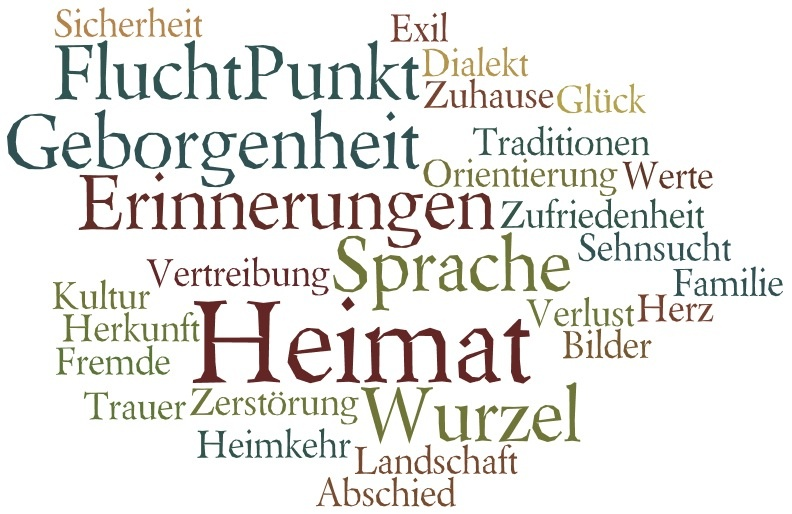 Sicherheit
Exil
FluchtPunkt
Dialekt
Zuhause
Glück
Geborgenheit
Traditionen
Orientierung
Werte
Erinnerungen
Zufriedenheit
Sprache
Sehnsucht
Vertreibung
Familie
Kultur
Verlust
Herz
Herkunft
Heimat
Bilder
Fremde
Trauer
Zerstörung
Wurzel
Heimkehr
Landschaft
Abschied